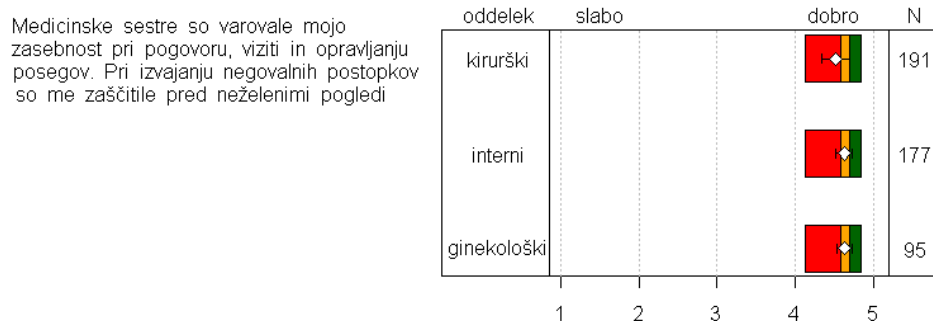 Medicinske sestre so varovale mojo
zasebnost pri pogovoru, viziti in opravljanju
posegov. Pri izvajanju negovalnih postopkov
so me zaščitile pred neželenimi pogledi
oddelek slabo dobro N
kirurški 191
interni 177
ginekološki 95
1 2 3 4 5